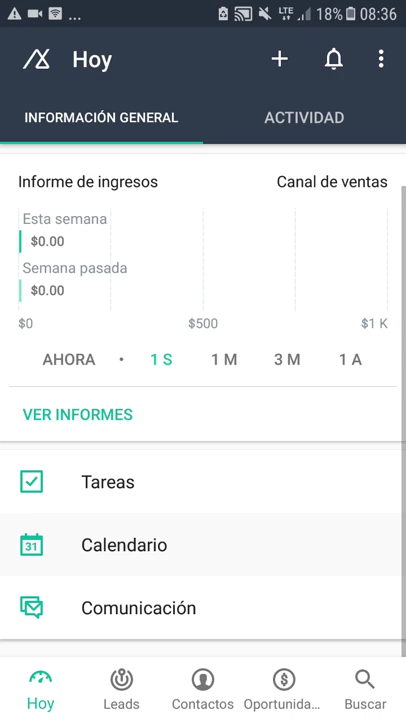 ... LTE 18% 08:36
Hoy
INFORMACIÓN GENERAL ACTIVIDAD
Informe de ingresos Canal de ventas
Esta semana
$0.00
Semana pasada
$0.00
$0 $500 $1 K
AHORA • 1 S 1 M 3 M 1 A
VER INFORMES
Tareas
31 Calendario
Comunicación
Hoy Leads Contactos Oportunida... Buscar